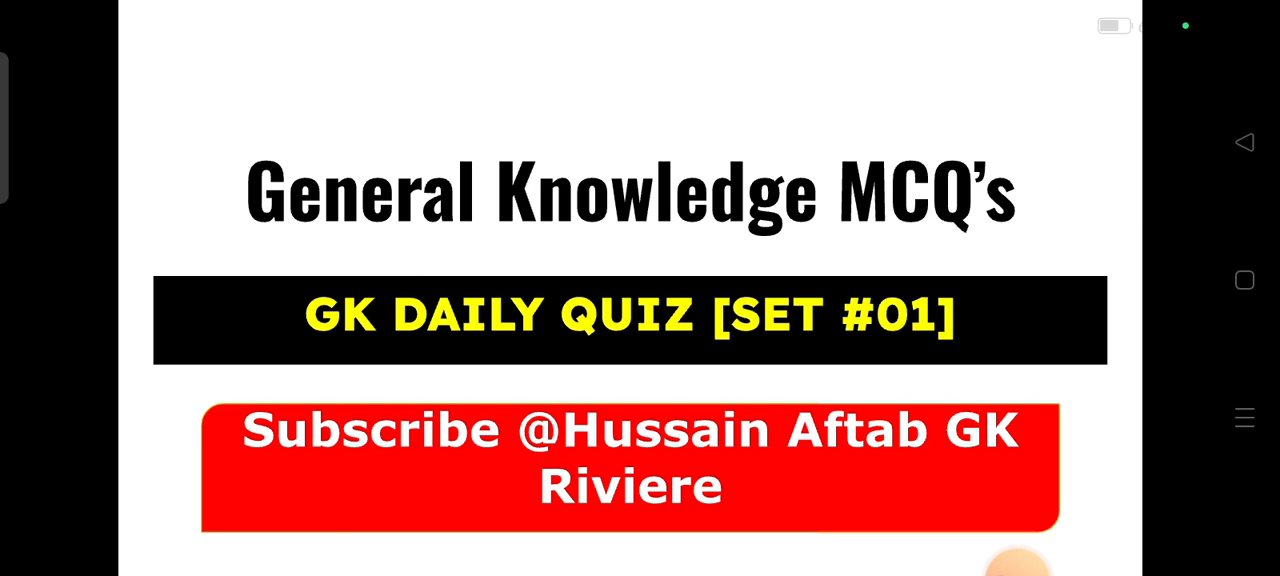 General Knowledge MCQ’s
GK DAILY QUIZ [SET #01]
Subscribe @Hussain Aftab GK
Riviere